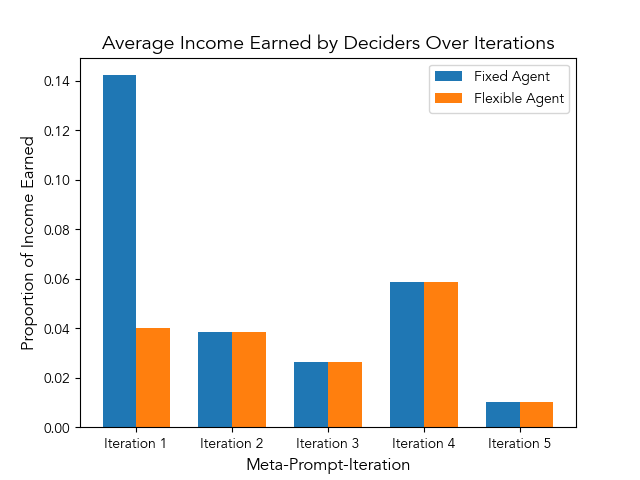 Average Income Earned by Deciders Over Iterations
Fixed Agent
Flexible Agent
Proportion of Income Earned
0.14
0.12
0.10
0.08
0.06
0.04
0.02
0.00
Iteration 1
Iteration 2
Iteration 3
Iteration 4
Iteration 5
Meta-Prompt-Iteration